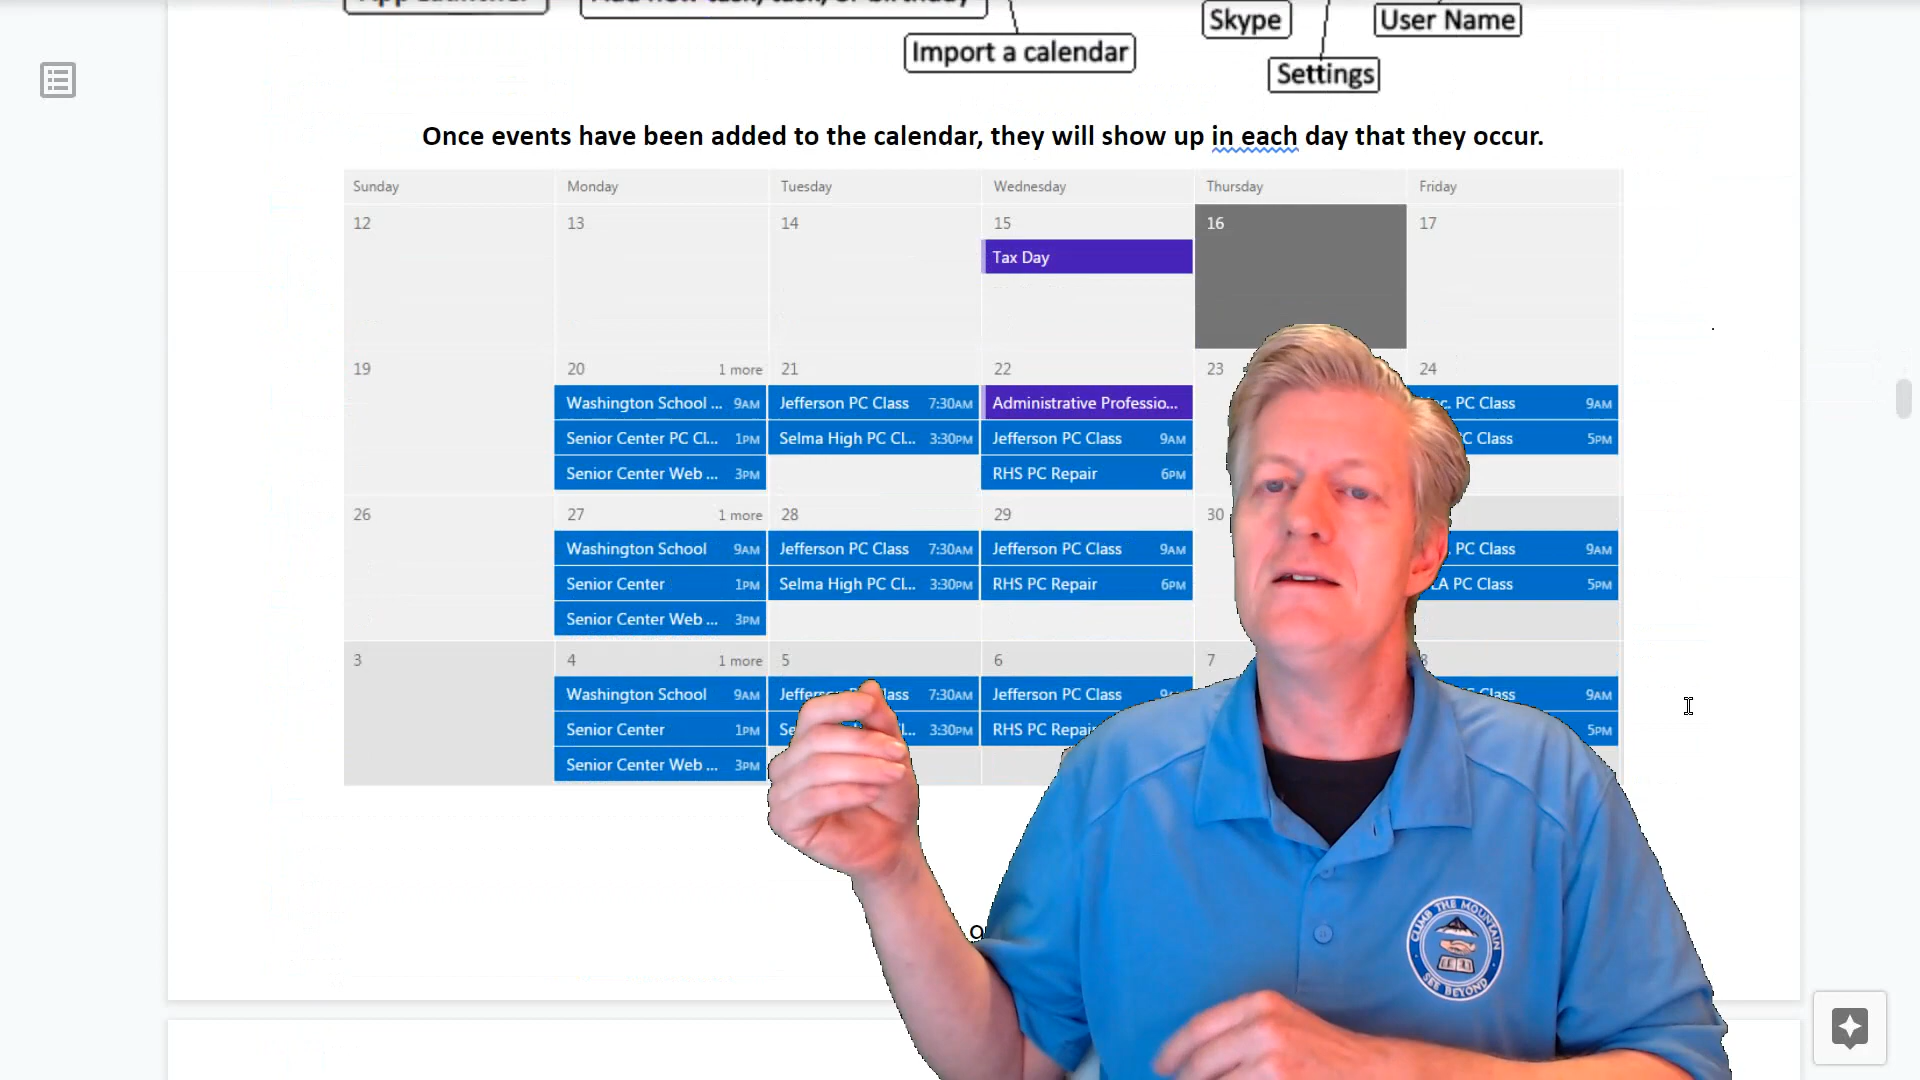 Import a calendar
Skype
User Name
Settings
Once events have been added to the calendar, they will show up in each day that they occur.
Sunday Monday Tuesday Wednesday Thursday Friday
12 13 14 15 16 17
Tax Day
19 20 1 more 21 22 23 24
Washington School ... 9AM Jefferson PC Class 7:30AM Administrative Professio... PC Class 9AM
Senior Center PC Cl... 1PM Selma High PC Cl... 3:30PM Jefferson PC Class 9AM Class 5PM
Senior Center Web ... 3PM RHS PC Repair 6PM
26 27 1 more 28 29 30
Washington School 9AM Jefferson PC Class 7:30AM Jefferson PC Class 9AM PC Class 9AM
Senior Center 1PM Selma High PC Cl... 3:30PM RHS PC Repair 6PM PC Class 5PM
Senior Center Web ... 3PM
3 4 1 more 5 6 7
Washington School 9AM 7:30AM Jefferson PC Class Class 9AM
Senior Center 1PM 3:30PM RHS PC Repair 5PM
Senior Center Web ... 3PM
CLIMB THE MOUNTAIN
SEE BEYOND